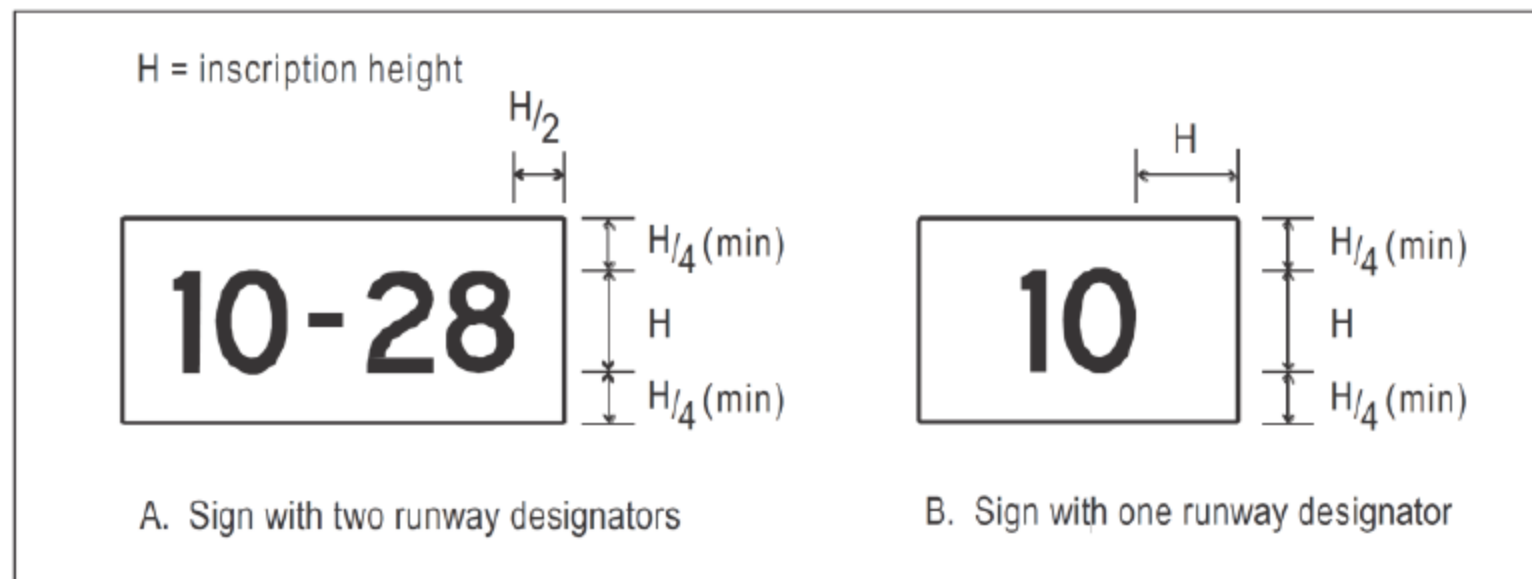 H = inscription height
H/2
H
10-28
H/4 (min)
H
H/4 (min)
10
H/4 (min)
H
H/4 (min)
A. Sign with two runway designators
B. Sign with one runway designator